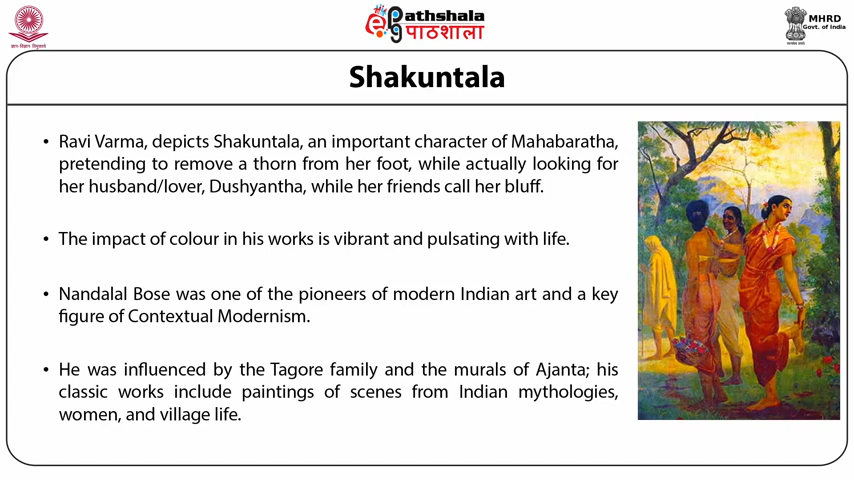 ज्ञान-विज्ञान विमुक्तये
e Pathshala
पाठशाला
MHRD
Govt. of India
Shakuntala
• Ravi Varma, depicts Shakuntala, an important character of Mahabaratha,
pretending to remove a thorn from her foot, while actually looking for
her husband/lover, Dushyantha, while her friends call her bluff.
• The impact of colour in his works is vibrant and pulsating with life.
• Nandalal Bose was one of the pioneers of modern Indian art and a key
figure of Contextual Modernism.
• He was influenced by the Tagore family and the murals of Ajanta; his
classic works include paintings of scenes from Indian mythologies,
women, and village life.